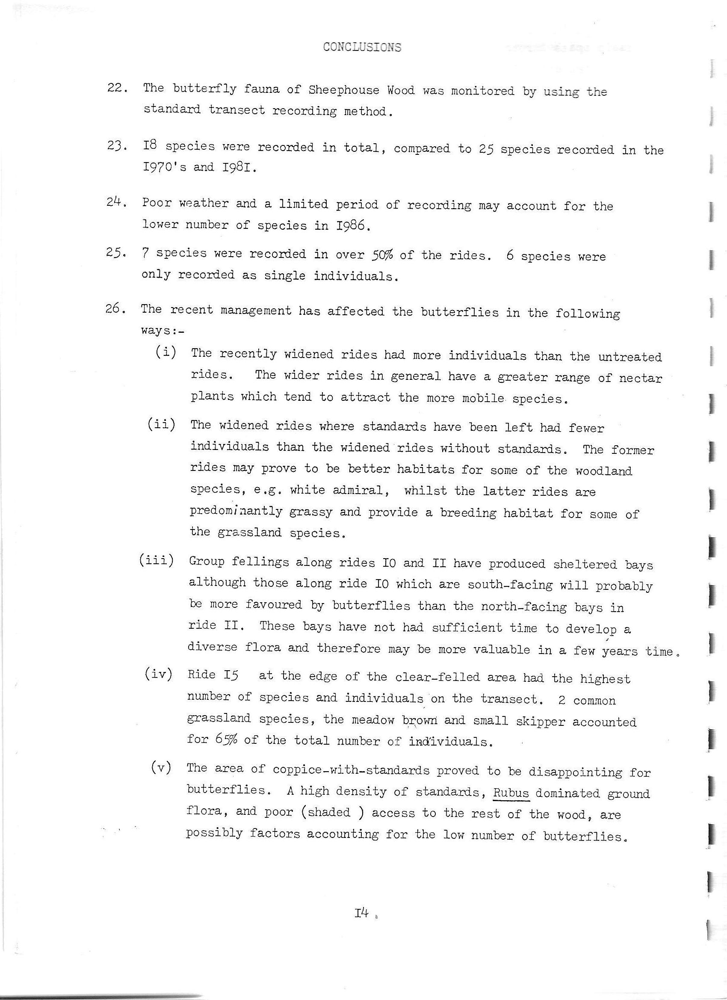 CONCLUSIONS
22. The butterfly fauna of Sheephouse Wood was monitored by using the
standard transect recording method.
23. I8 species were recorded in total, compared to 25 species recorded in the
I970's and I98I.
24. Poor weather and a limited period of recording may account for the
lower number of species in I986.
25. 7 species were recorded in over 50% of the rides. 6 species were
only recorded as single individuals.
26. The recent management has affected the butterflies in the following
ways:-
(i) The recently widened rides had more individuals than the untreated
rides. The wider rides in general have a greater range of nectar
plants which tend to attract the more mobile species.
(ii) The widened rides where standards have been left had fewer
individuals than the widened rides without standards. The former
rides may prove to be better habitats for some of the woodland
species, e.g. white admiral, whilst the latter rides are
predominantly grassy and provide a breeding habitat for some of
the grassland species.
(iii) Group fellings along rides IO and II have produced sheltered bays
although those along ride IO which are south-facing will probably
be more favoured by butterflies than the north-facing bays in
ride II. These bays have not had sufficient time to develop a
diverse flora and therefore may be more valuable in a few years time.
(iv) Ride I5 at the edge of the clear-felled area had the highest
number of species and individuals on the transect. 2 common
grassland species, the meadow brown and small skipper accounted
for 65% of the total number of individuals.
(v) The area of coppice-with-standards proved to be disappointing for
butterflies. A high density of standards, Rubus dominated ground
flora, and poor (shaded ) access to the rest of the wood, are
possibly factors accounting for the low number of butterflies.
I4.